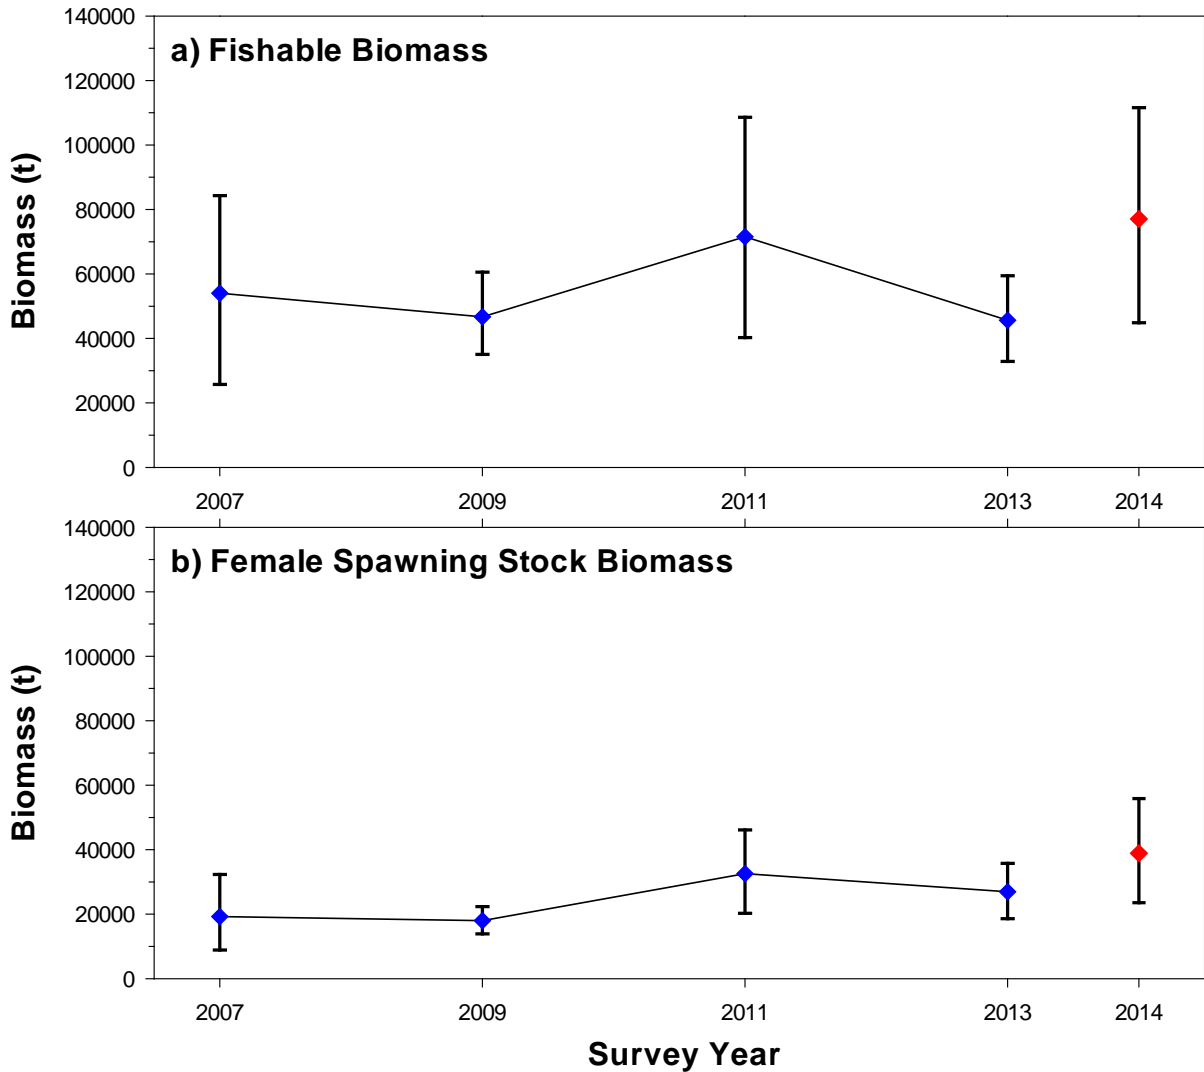 140000
a) Fishable Biomass
120000
100000
80000
60000
40000
20000
0
Biomass (t)
2007 2009 2011 2013 2014
140000
b) Female Spawning Stock Biomass
120000
100000
80000
60000
40000
20000
0
Biomass (t)
2007 2009 2011 2013 2014
Survey Year